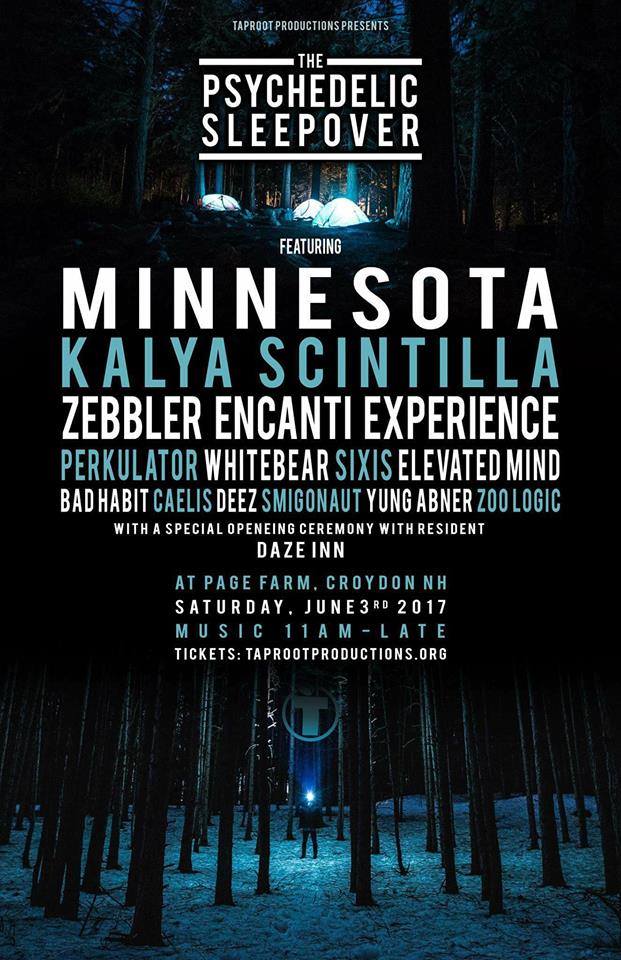 TAPROOT PRODUCTIONS PRESENTS
THE
PSYCHEDELIC
SLEEPOVER
FEATURING
MINNESOTA
KALYA SCINTILLA
ZEBBLER ENCANTI EXPERIENCE
PERKULATOR WHITEBEAR SIXIS ELEVATED MIND
BAD HABIT CAELIS DEEZ SMIGONAUT YUNG ABNER ZOO LOGIC
WITH A SPECIAL OPENEING CEREMONY WITH RESIDENT
DAZE INN
AT PAGE FARM, CROYDON NH
SATURDAY, JUNE 3RD 2017
MUSIC 11AM-LATE
TICKETS: TAPROOTPRODUCTIONS.ORG
T